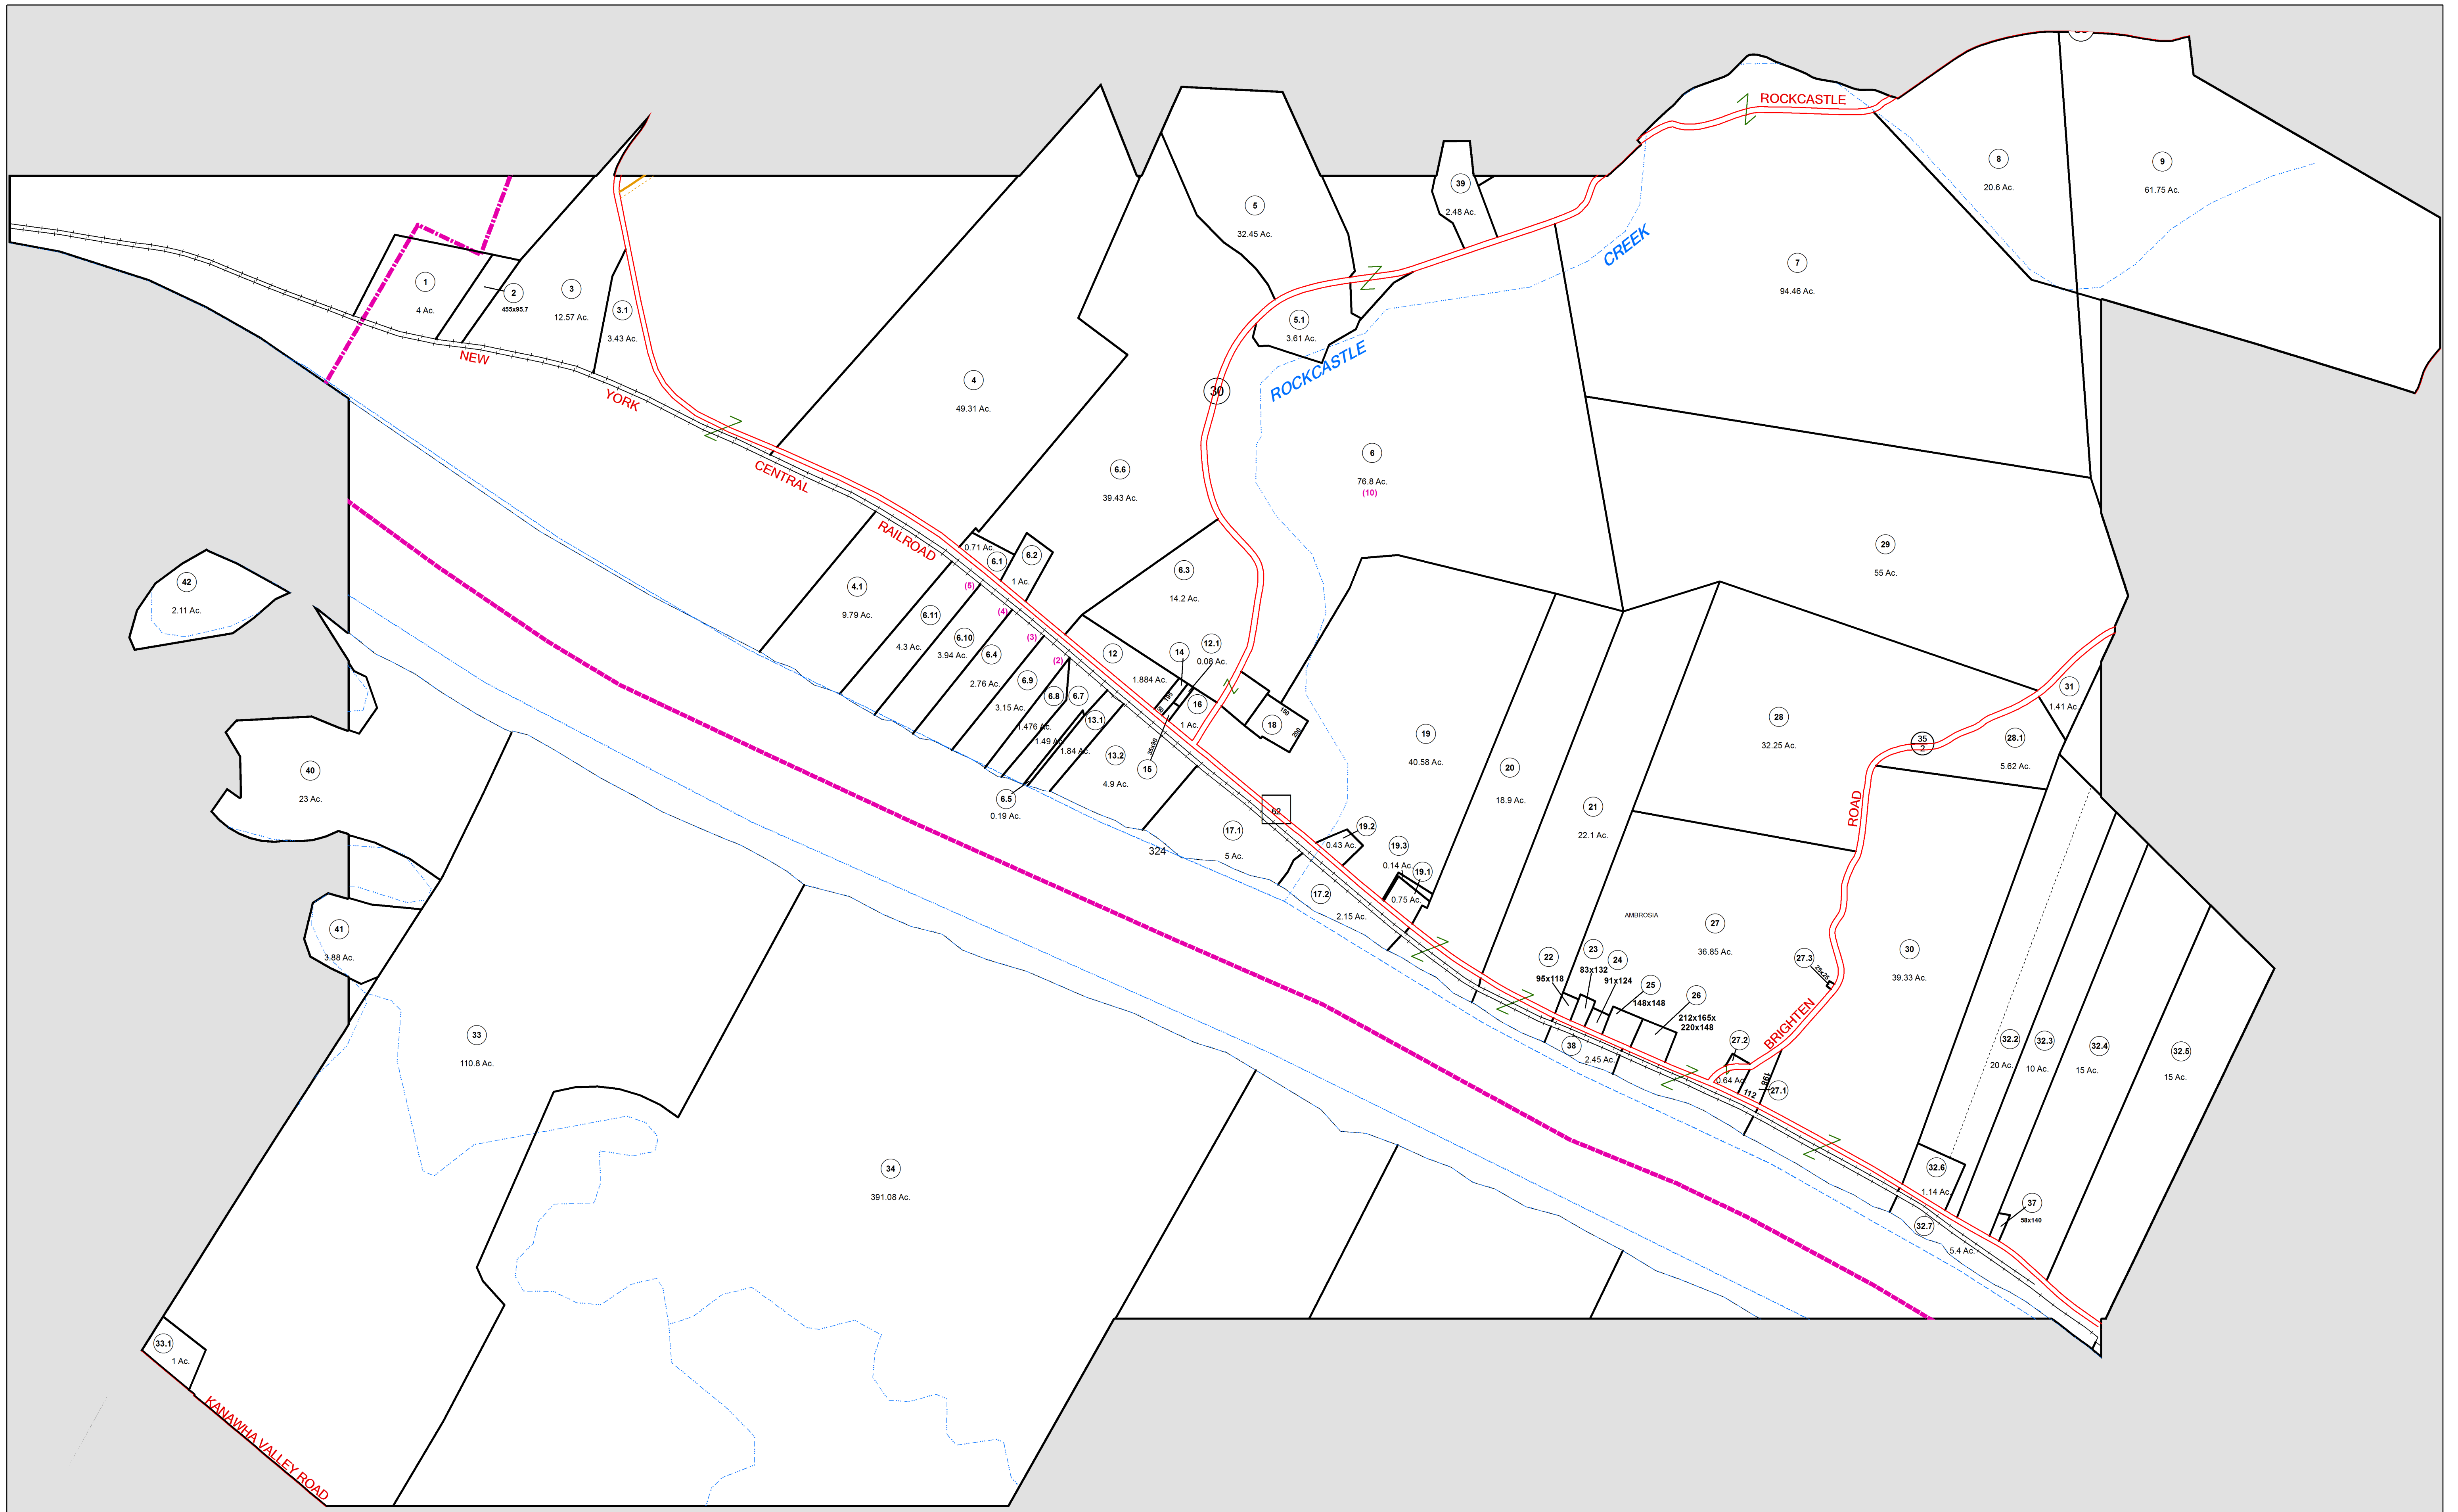 ROCKCASTLE
8
20.6 Ac.
9
61.75 Ac.
39
2.48 Ac.
5
32.45 Ac.
CREEK
7
94.46 Ac.
1
4 Ac.
2
455x95.7
3
12.57 Ac.
3.1
3.43 Ac.
5.1
3.61 Ac.
ROCKCASTLE
NEW
YORK
CENTRAL
RAILROAD
4
49.31 Ac.
30
6
76.8 Ac.
(10)
6.6
39.43 Ac.
29
55 Ac.
0.71 Ac.
6.1
6.2
1 Ac.
6.3
14.2 Ac.
42
2.11 Ac.
4.1
9.79 Ac.
(5)
(4)
(3)
(2)
6.11
4.3 Ac.
6.10
3.94 Ac.
6.4
2.76 Ac.
6.9
3.15 Ac.
6.8
1.476 Ac.
6.7
1.49 Ac.
13.1
1.84 Ac.
12
1.884 Ac.
14
12.1
0.08 Ac.
195
50
16
1 Ac.
35x90
15
18
150
200
13.2
4.9 Ac.
6.5
0.19 Ac.
19
40.58 Ac.
20
18.9 Ac.
21
22.1 Ac.
28
32.25 Ac.
31
1.41 Ac.
28.1
5.62 Ac.
35
2
ROAD
40
23 Ac.
62
17.1
5 Ac.
324
19.2
0.43 Ac.
19.3
0.14 Ac.
19.1
0.75 Ac.
17.2
2.15 Ac.
41
3.88 Ac.
AMBROSIA
27
36.85 Ac.
30
39.33 Ac.
22
95x118
23
83x132
24
91x124
25
148x148
26
212x165x
220x148
27.3
25x25
BRIGHTEN
38
2.45 Ac.
27.2
0.64 Ac.
198
112
27.1
32.2
20 Ac.
32.3
10 Ac.
32.4
15 Ac.
32.5
15 Ac.
33
110.8 Ac.
34
391.08 Ac.
32.6
1.14 Ac.
37
58x140
32.7
5.4 Ac.
33.1
1 Ac.
KANAWHA VALLEY ROAD